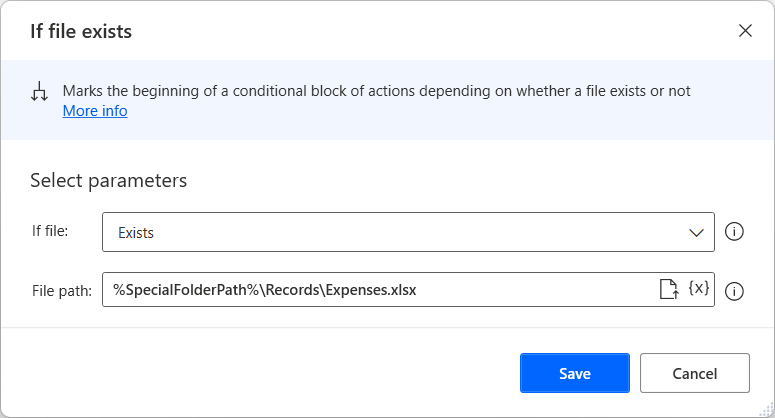 If file exists
Marks the beginning of a conditional block of actions depending on whether a file exists or not
More info
Select parameters
If file: Exists
File path: %SpecialFolderPath%\Records\Expenses.xlsx {x}
Save Cancel